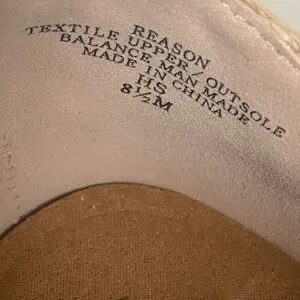 REASON
TEXTILE UPPER/OUTSOLE
BALANCE MAN MADE
MADE IN CHINA
HS
8½M